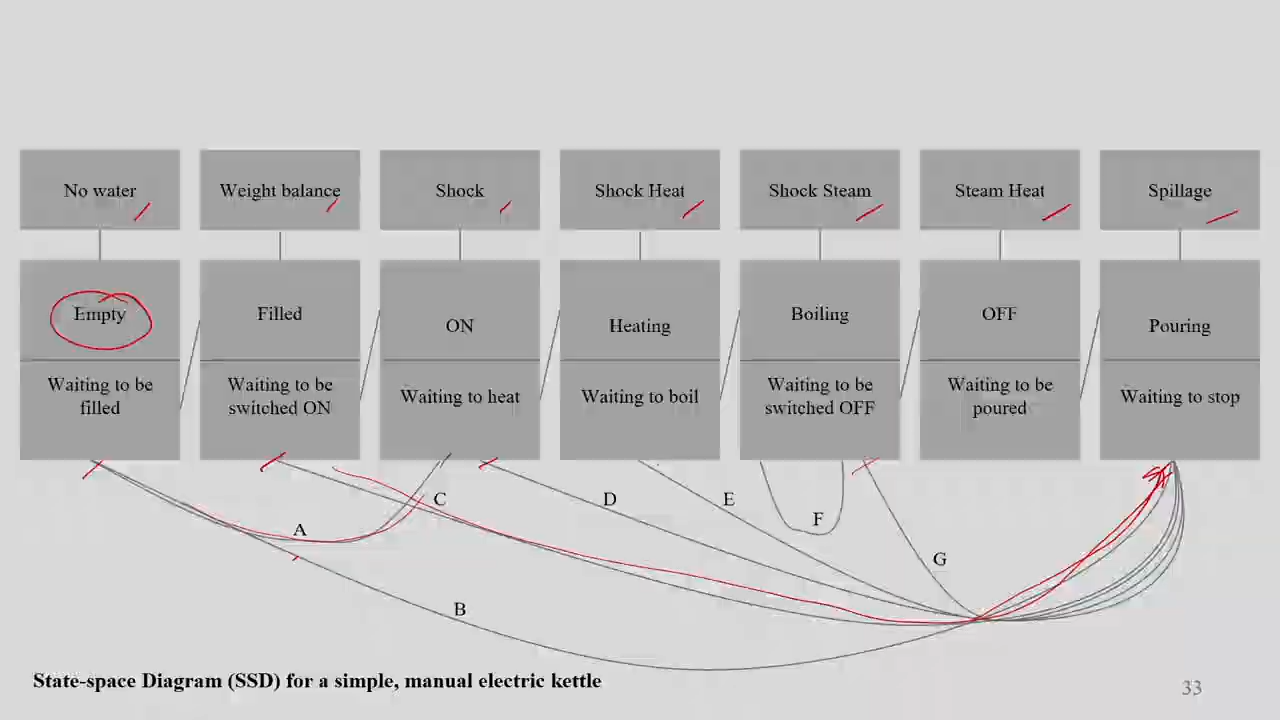 No water
Weight balance
Shock
Shock Heat
Shock Steam
Steam Heat
Spillage
Empty
Filled
ON
Heating
Boiling
OFF
Pouring
Waiting to be
filled
Waiting to be
switched ON
Waiting to heat
Waiting to boil
Waiting to be
switched OFF
Waiting to be
poured
Waiting to stop
A
B
C
D
E
F
G
State-space Diagram (SSD) for a simple, manual electric kettle
33